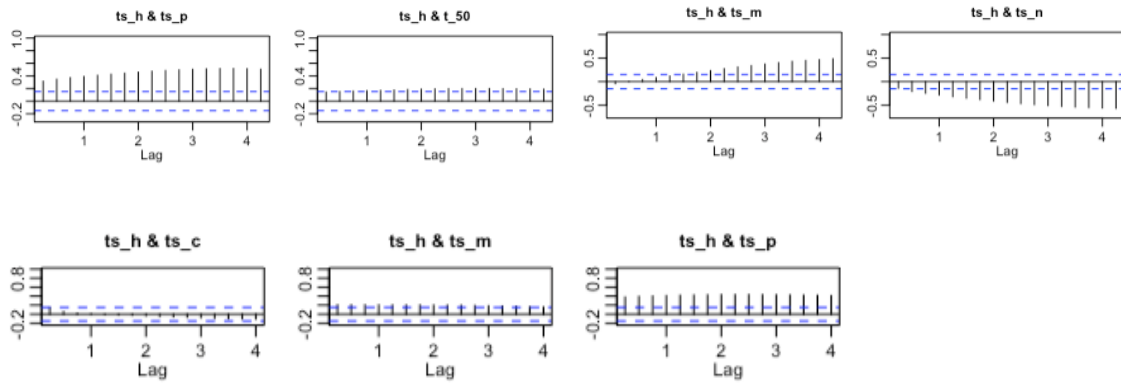 ts_h & ts_p
1.0
0.4
-0.2
1 2 3 4
Lag
ts_h & t_50
1.0
0.4
-0.2
1 2 3 4
Lag
ts_h & ts_m
0.5
-0.5
1 2 3 4
Lag
ts_h & ts_n
0.5
-0.5
1 2 3 4
Lag
ts_h & ts_c
0.8
-0.2
1 2 3 4
Lag
ts_h & ts_m
0.8
-0.2
1 2 3 4
Lag
ts_h & ts_p
0.8
-0.2
1 2 3 4
Lag